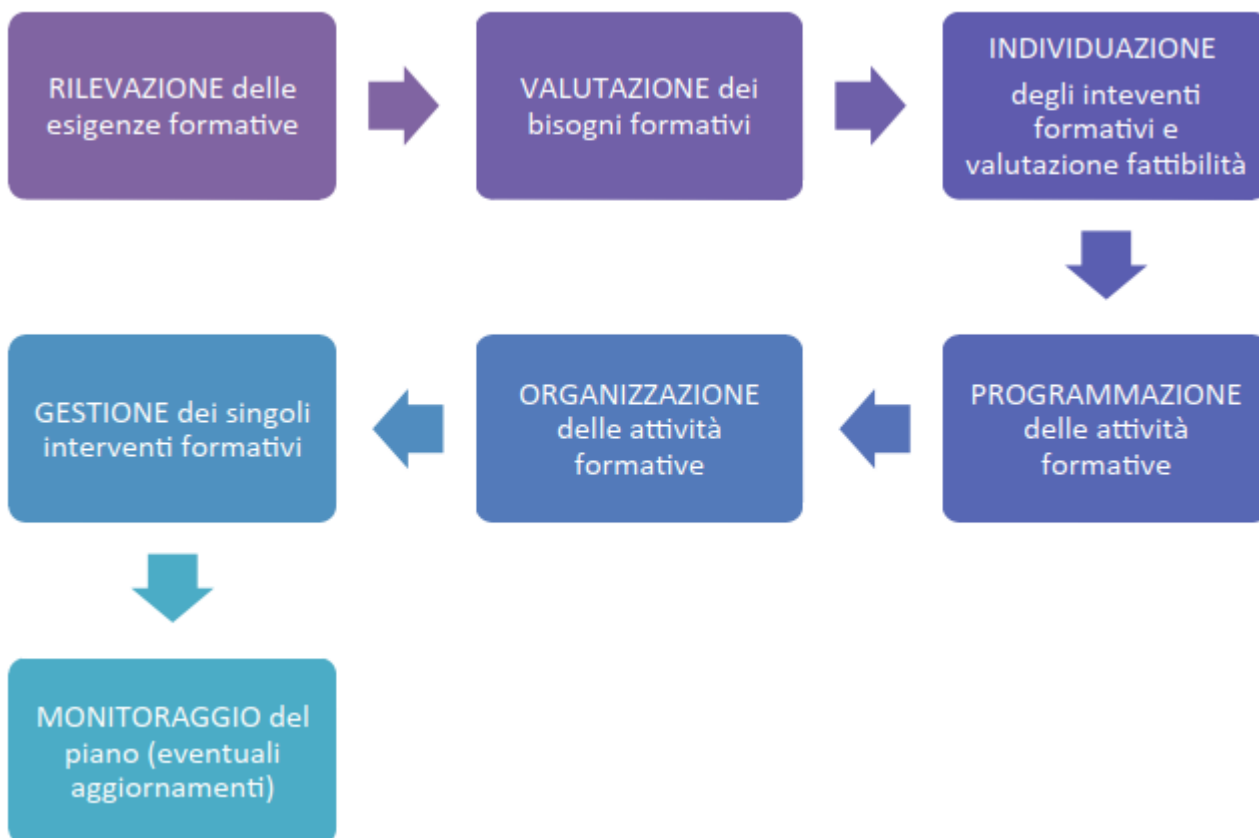 RILEVAZIONE delle
esigenze formative
VALUTAZIONE dei
bisogni formativi
INDIVIDUAZIONE
degli inteventi
formativi e
valutazione fattibilità
PROGRAMMAZIONE
delle attività
formative
ORGANIZZAZIONE
delle attività
formative
GESTIONE dei singoli
interventi formativi
MONITORAGGIO del
piano (eventuali
aggiornamenti)